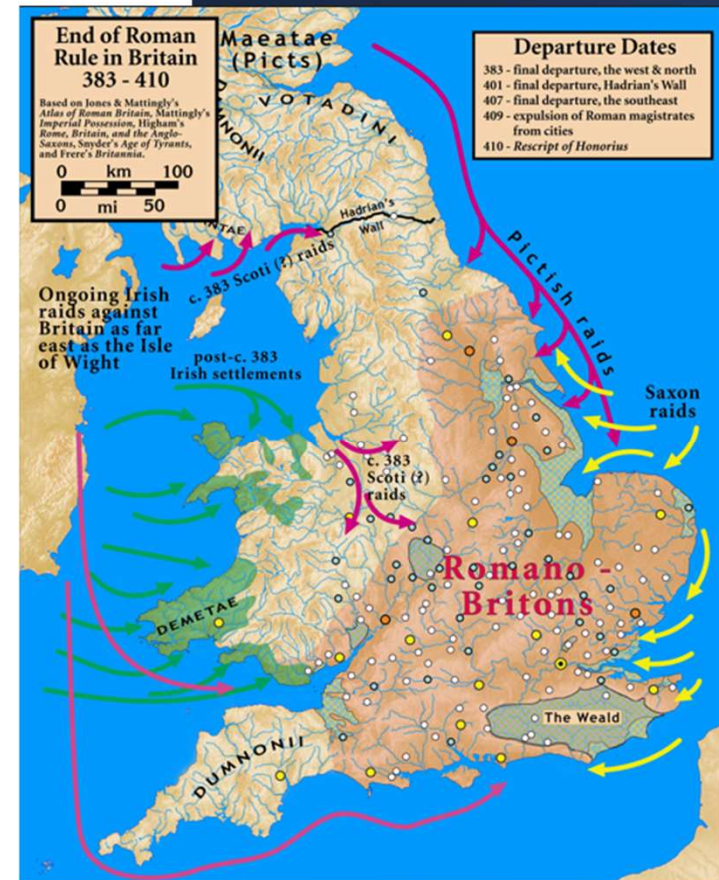 End of Roman
Rule in Britain
383 - 410
Based on Jones & Mattingly's
Atlas of Roman Britain, Mattingly's
Imperial Possession, Higham's
Rome, Britain, and the Anglo-
Saxons, Snyder's Age of Tyrants,
and Frere's Britannia.
0 km 100
0 mi 50
Maeatae
(Picts)
VOTADINI
DUMNONII
NTAE
Departure Dates
383 - final departure, the west & north
401 - final departure, Hadrian's Wall
407 - final departure, the southeast
409 - expulsion of Roman magistrates
from cities
410 - Rescript of Honorius
Hadrian's
Wall
c. 383 Scoti (?) raids
Pictish raids
Ongoing Irish
raids against
Britain as far
east as the Isle
of Wight
post-c. 383
Irish settlements
Saxon
raids
c. 383
Scoti (?)
raids
Romano -
Britons
DEMETAE
The Weald
DUMNONII